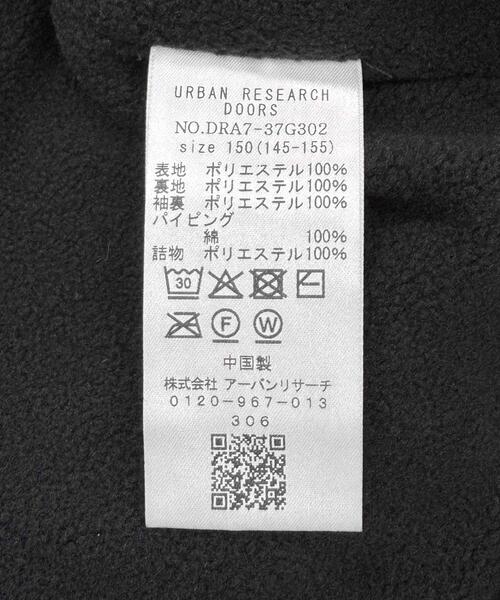 URBAN RESEARCH
DOORS
NO.DRA7-37G302
size 150(145-155)
表地 ポリエステル100%
裏地 ポリエステル100%
袖裏 ポリエステル100%
パイピング
綿 100%
詰物 ポリエステル100%
30
F W
中国製
株式会社 アーバンリサーチ
0120-967-013
306